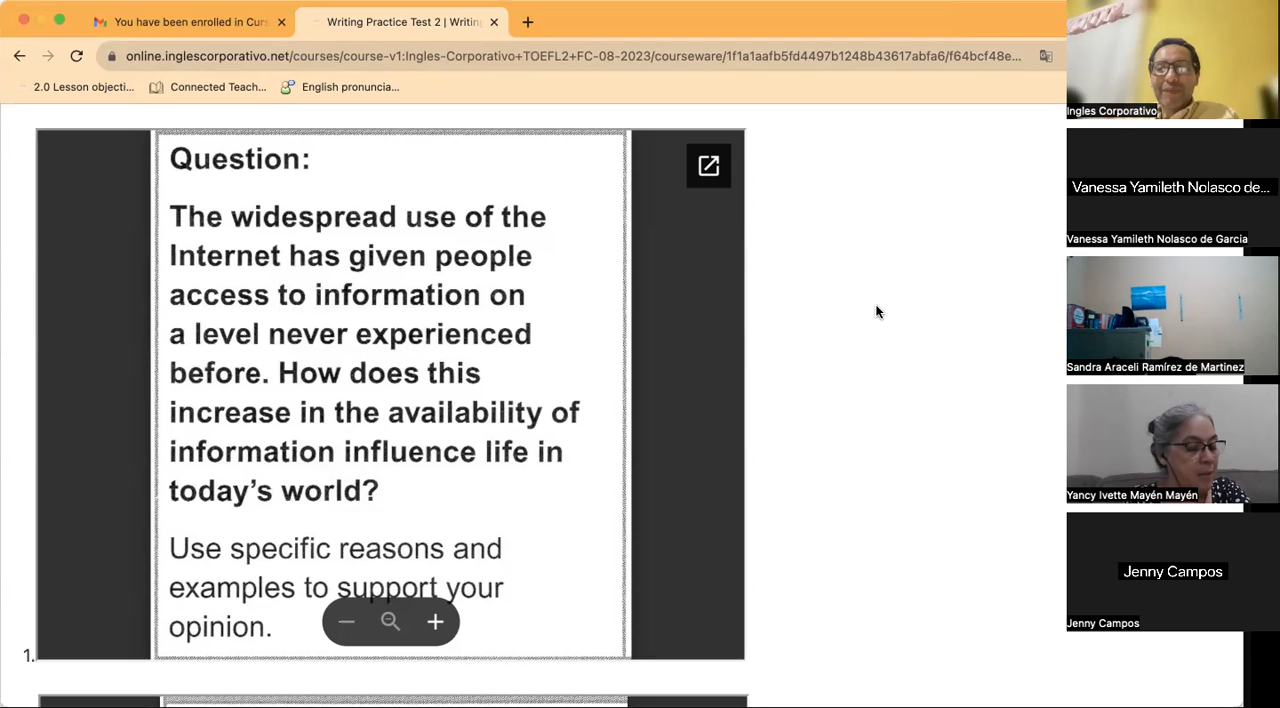 You have been enrolled in Curs
Writing Practice Test 2 | Writing
online.inglescorporativo.net/courses/course-v1:Ingles-Corporativo+TOEFL2+FC-08-2023/courseware/1f1a1aafb5fd4497b1248b43617abfa6/f64bcf48e...
2.0 Lesson objecti...
Connected Teach...
English pronuncia...
Question:
The widespread use of the
Internet has given people
access to information on
a level never experienced
before. How does this
increase in the availability of
information influence life in
today's world?
Use specific reasons and
examples to support your
opinion.
1.
Ingles Corporativo
Vanessa Yamileth Nolasco de...
Vanessa Yamileth Nolasco de Garcia
Sandra Araceli Ramírez de Martinez
Yancy Ivette Mayén Mayén
Jenny Campos
Jenny Campos